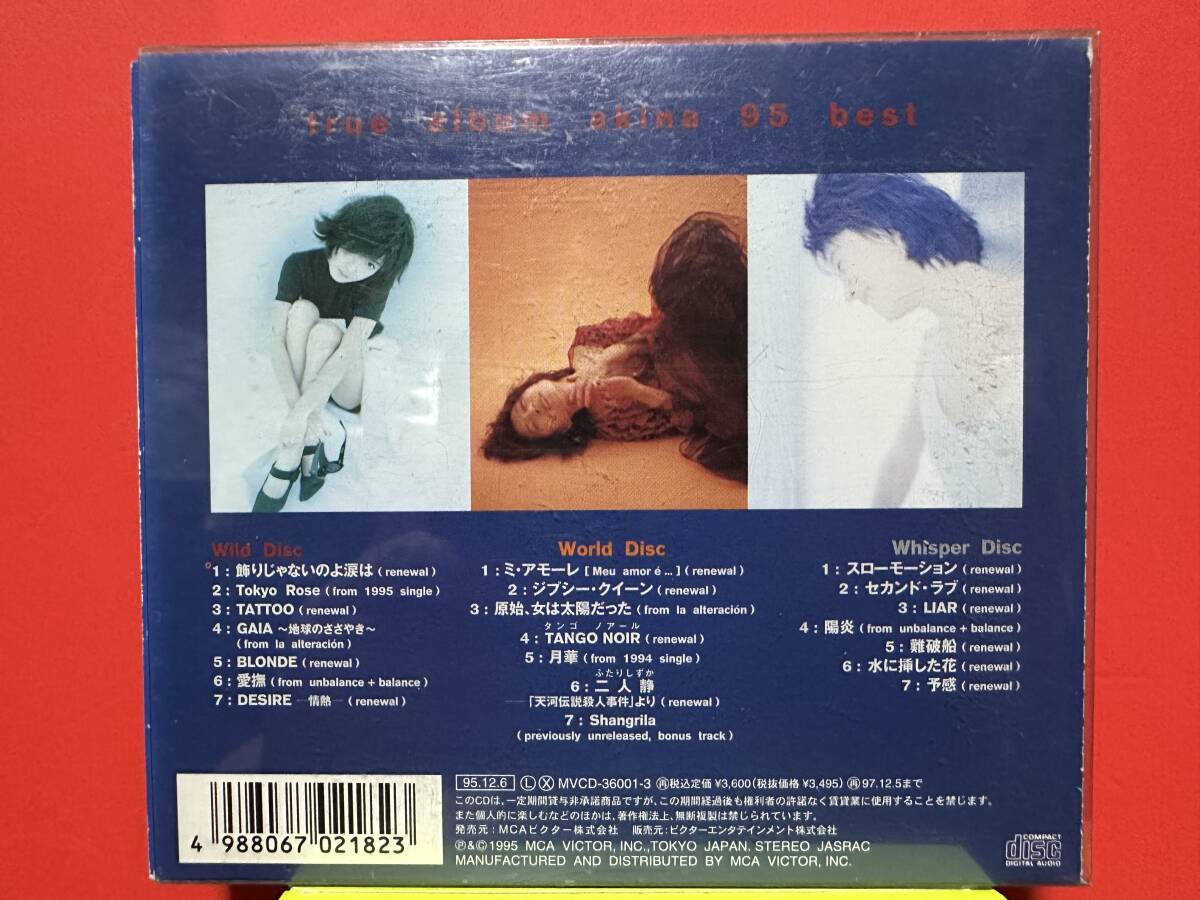 true album akina 95 best
Wild Disc
1：飾りじゃないのよ涙は (renewal)
2：Tokyo Rose (from 1995 single)
3：TATTOO (renewal)
4：GAIA 〜地球のささやき〜
(from la alteración)
5：BLONDE (renewal)
6：愛撫 (from unbalance + balance)
7：DESIRE ―情熱― (renewal)
World Disc
1：ミ・アモーレ [Meu amor é ...] (renewal)
2：ジプシー・クイーン (renewal)
3：原始、女は太陽だった (from la alteración)
タンゴ ノアール
4：TANGO NOIR (renewal)
5：月華 (from 1994 single)
ふたりしずか
6：二人静
―「天河伝説殺人事件」より (renewal)
7：Shangrila
(previously unreleased, bonus track)
Whisper Disc
1：スローモーション (renewal)
2：セカンド・ラブ (renewal)
3：LIAR (renewal)
4：陽炎 (from unbalance + balance)
5：難破船 (renewal)
6：水に挿した花 (renewal)
7：予感 (renewal)
4 988067 021823
95.12.6 Ⓛ Ⓧ MVCD-36001-3 ㊞税込定価 ¥3,600(税抜価格 ¥3,495) ㊞97.12.5まで
このCDは、一定期間貸与非承諾商品ですが、この期間経過後も権利者の許諾なく賃貸業に使用することを禁じます。
また個人的に楽しむなどのほかは、著作権法上、無断複製は禁じられています。
発売元：MCAビクター株式会社 販売元：ビクターエンタテインメント株式会社
Ⓟ&©1995 MCA VICTOR, INC.,TOKYO JAPAN. STEREO JASRAC
MANUFACTURED AND DISTRIBUTED BY MCA VICTOR, INC.
COMPACT
disc
DIGITAL AUDIO